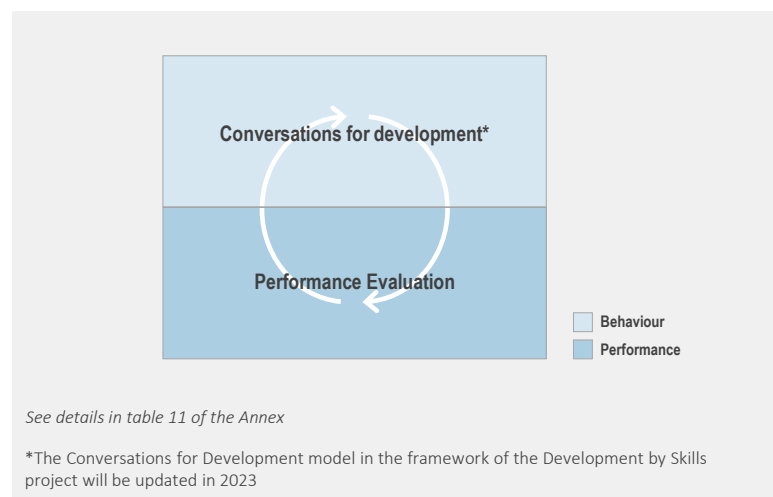 Conversations for development*
Performance Evaluation
Behaviour
Performance
See details in table 11 of the Annex
*The Conversations for Development model in the framework of the Development by Skills
project will be updated in 2023